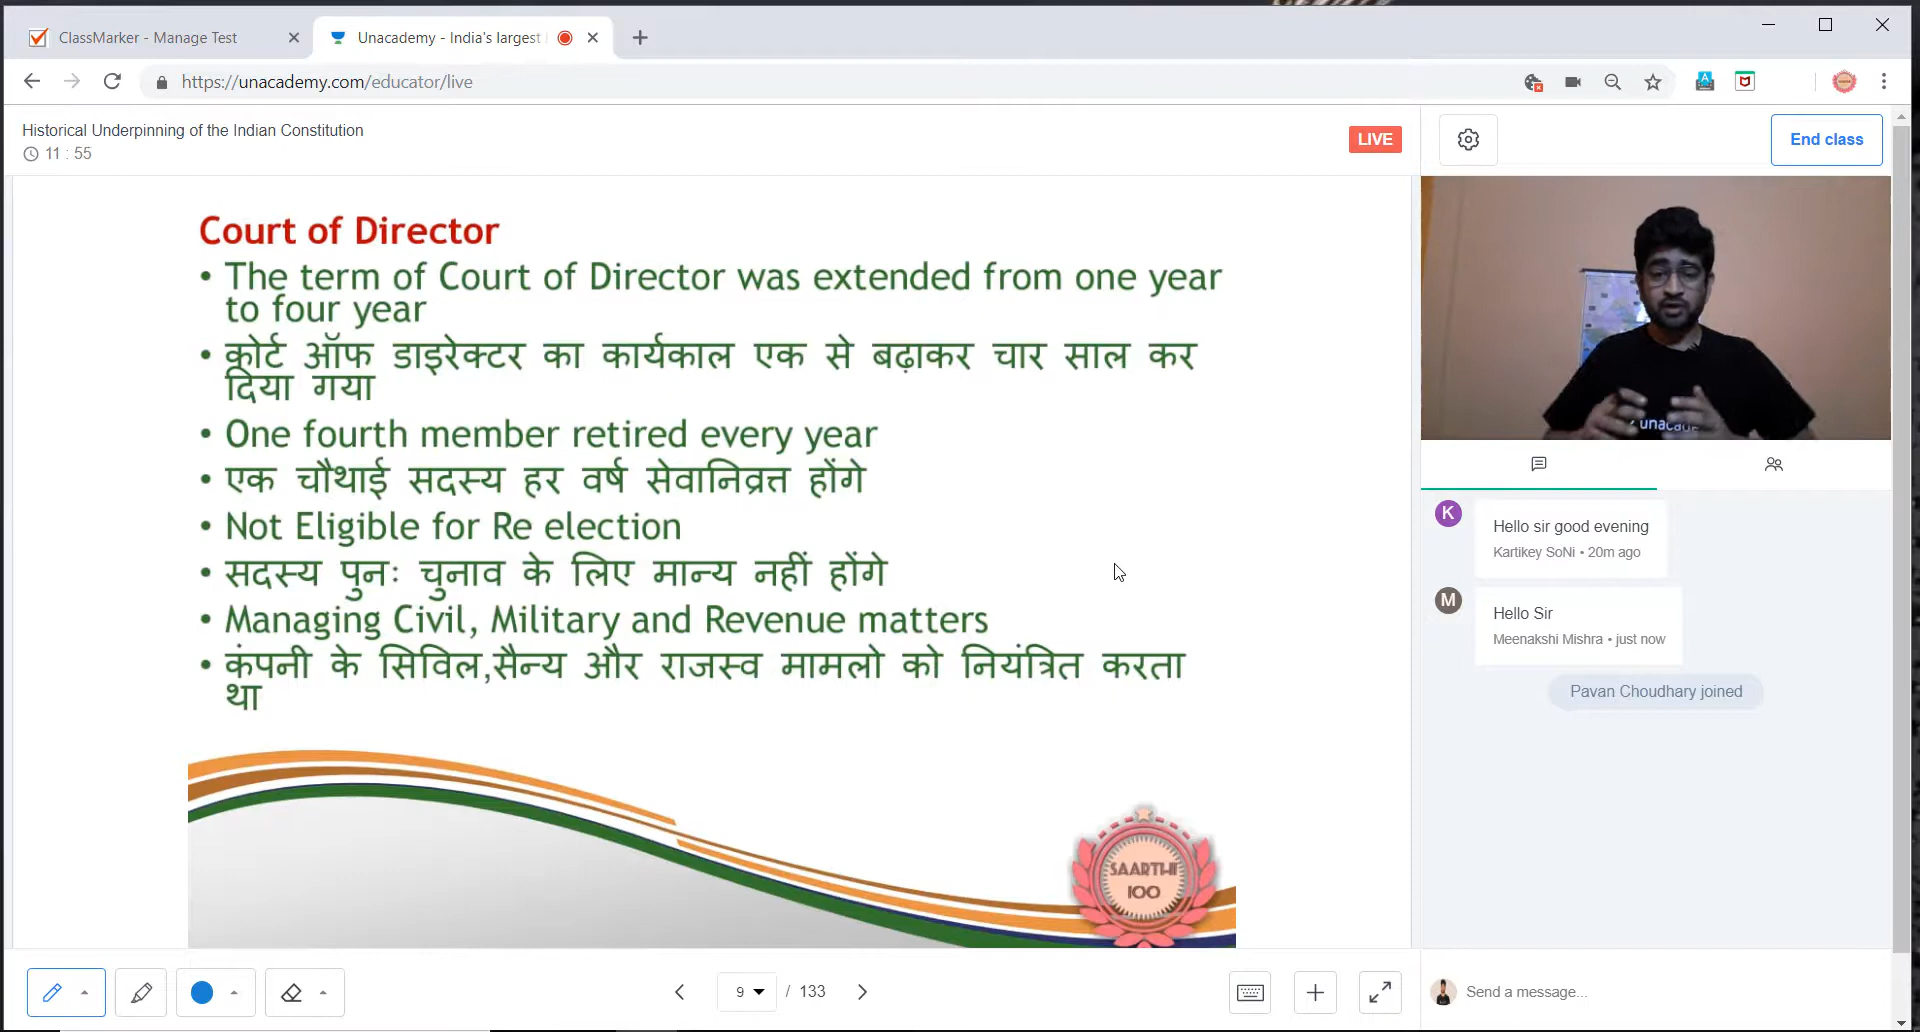 ClassMarker - Manage Test
Unacademy - India's largest
https://unacademy.com/educator/live
Historical Underpinning of the Indian Constitution
11 : 55
LIVE
End class
Court of Director
• The term of Court of Director was extended from one year
to four year
• कोर्ट ऑफ डाइरेक्टर का कार्यकाल एक से बढ़ाकर चार साल कर
दिया गया
• One fourth member retired every year
• एक चौथाई सदस्य हर वर्ष सेवानिव्रत्त होंगे
• Not Eligible for Re election
• सदस्य पुनः चुनाव के लिए मान्य नहीं होंगे
• Managing Civil, Military and Revenue matters
• कंपनी के सिविल,सैन्य और राजस्व मामलो को नियंत्रित करता
था
SAARTHI
100
unacad
K
Hello sir good evening
Kartikey SoNi • 20m ago
M
Hello Sir
Meenakshi Mishra • just now
Pavan Choudhary joined
9 / 133
Send a message...